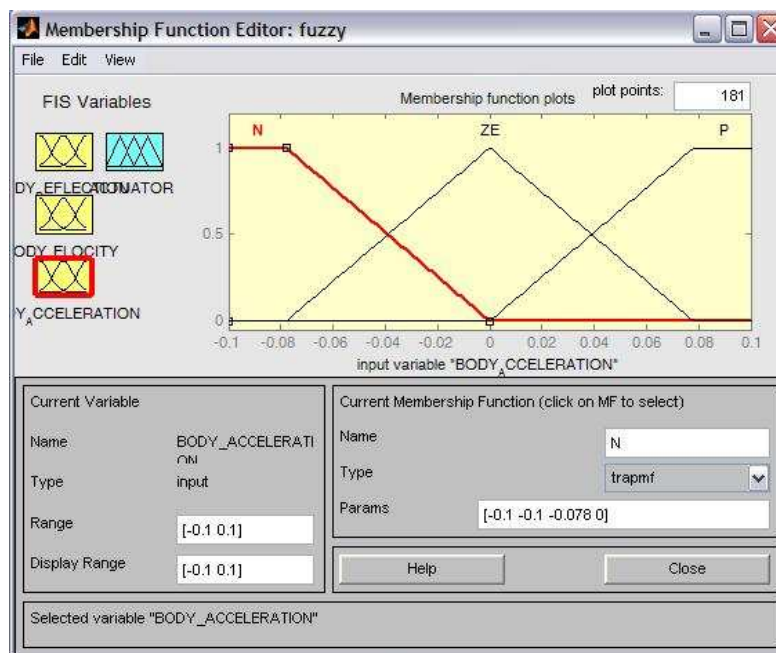 Membership Function Editor: fuzzy
File Edit View
FIS Variables
Membership function plots
plot points:
181
DY_EFLECTION
ACTUATOR
ODY_FLOCITY
Y_ACCELERATION
N
ZE
P
1
0.5
0
-0.1 -0.08 -0.06 -0.04 -0.02 0 0.02 0.04 0.06 0.08 0.1
input variable "BODY_ACCELERATION"
Current Variable
Name
BODY_ACCELERATI
ON
Type
input
Range
[-0.1 0.1]
Display Range
[-0.1 0.1]
Current Membership Function (click on MF to select)
Name
N
Type
trapmf
Params
[-0.1 -0.1 -0.078 0]
Help
Close
Selected variable "BODY_ACCELERATION"